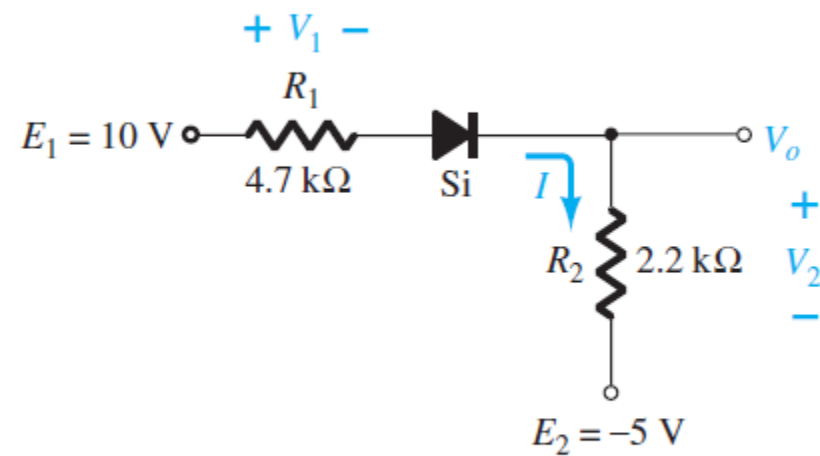 + V₁ −
R₁
E₁ = 10 V
4.7 kΩ
Si
I
Vₒ
+
R₂
2.2 kΩ
V₂
−
E₂ = −5 V